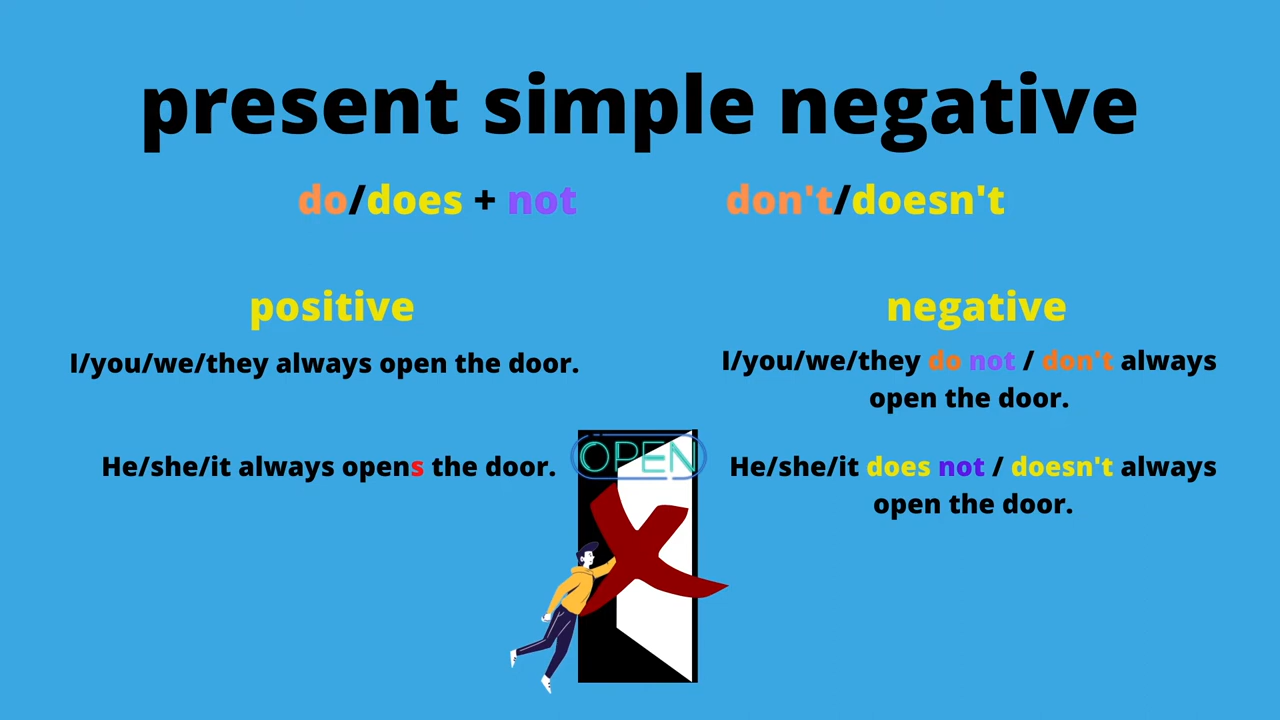 present simple negative
do/does + not
don't/doesn't
positive
negative
I/you/we/they always open the door.
I/you/we/they do not / don't always
open the door.
He/she/it always opens the door.
OPEN
He/she/it does not / doesn't always
open the door.